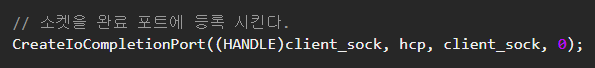 // 소켓을 완료 포트에 등록 시킨다.
CreateIoCompletionPort((HANDLE)client_sock, hcp, client_sock, 0);